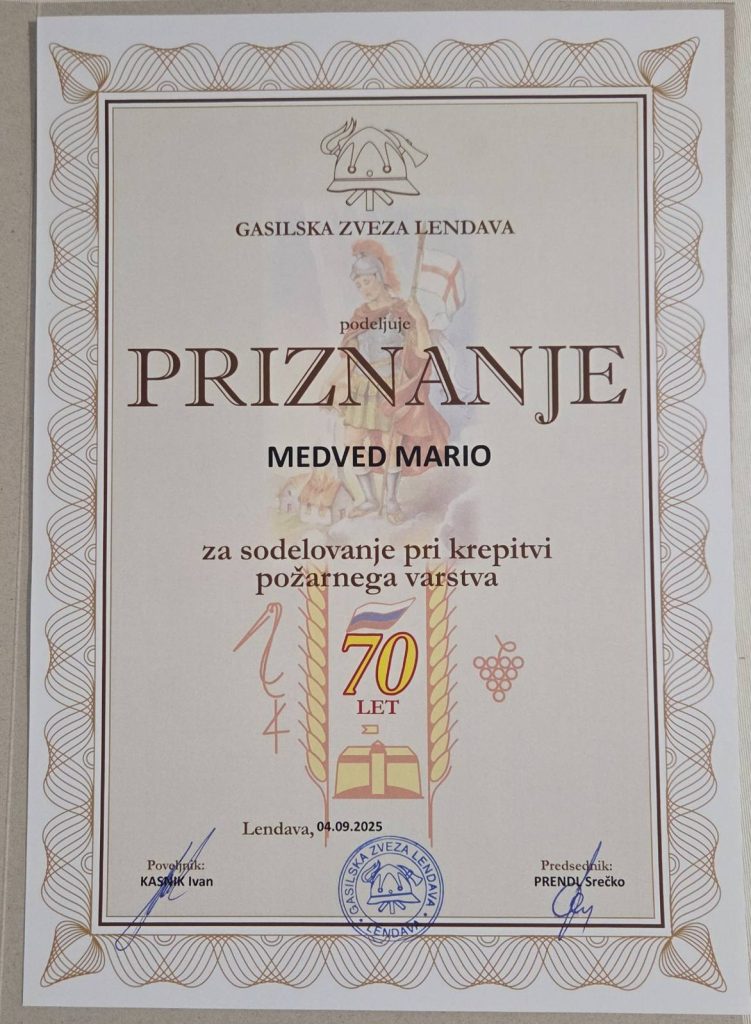 GASILSKA ZVEZA LENDAVA
podeljuje
PRIZNANJE
MEDVED MARIO
za sodelovanje pri krepitvi
požarnega varstva
70
LET
Lendava, 04.09.2025
Poveljnik:
KASNIK Ivan
Predsednik:
PRENDL Srečko
GASILSKA ZVEZA LENDAVA
LENDAVA